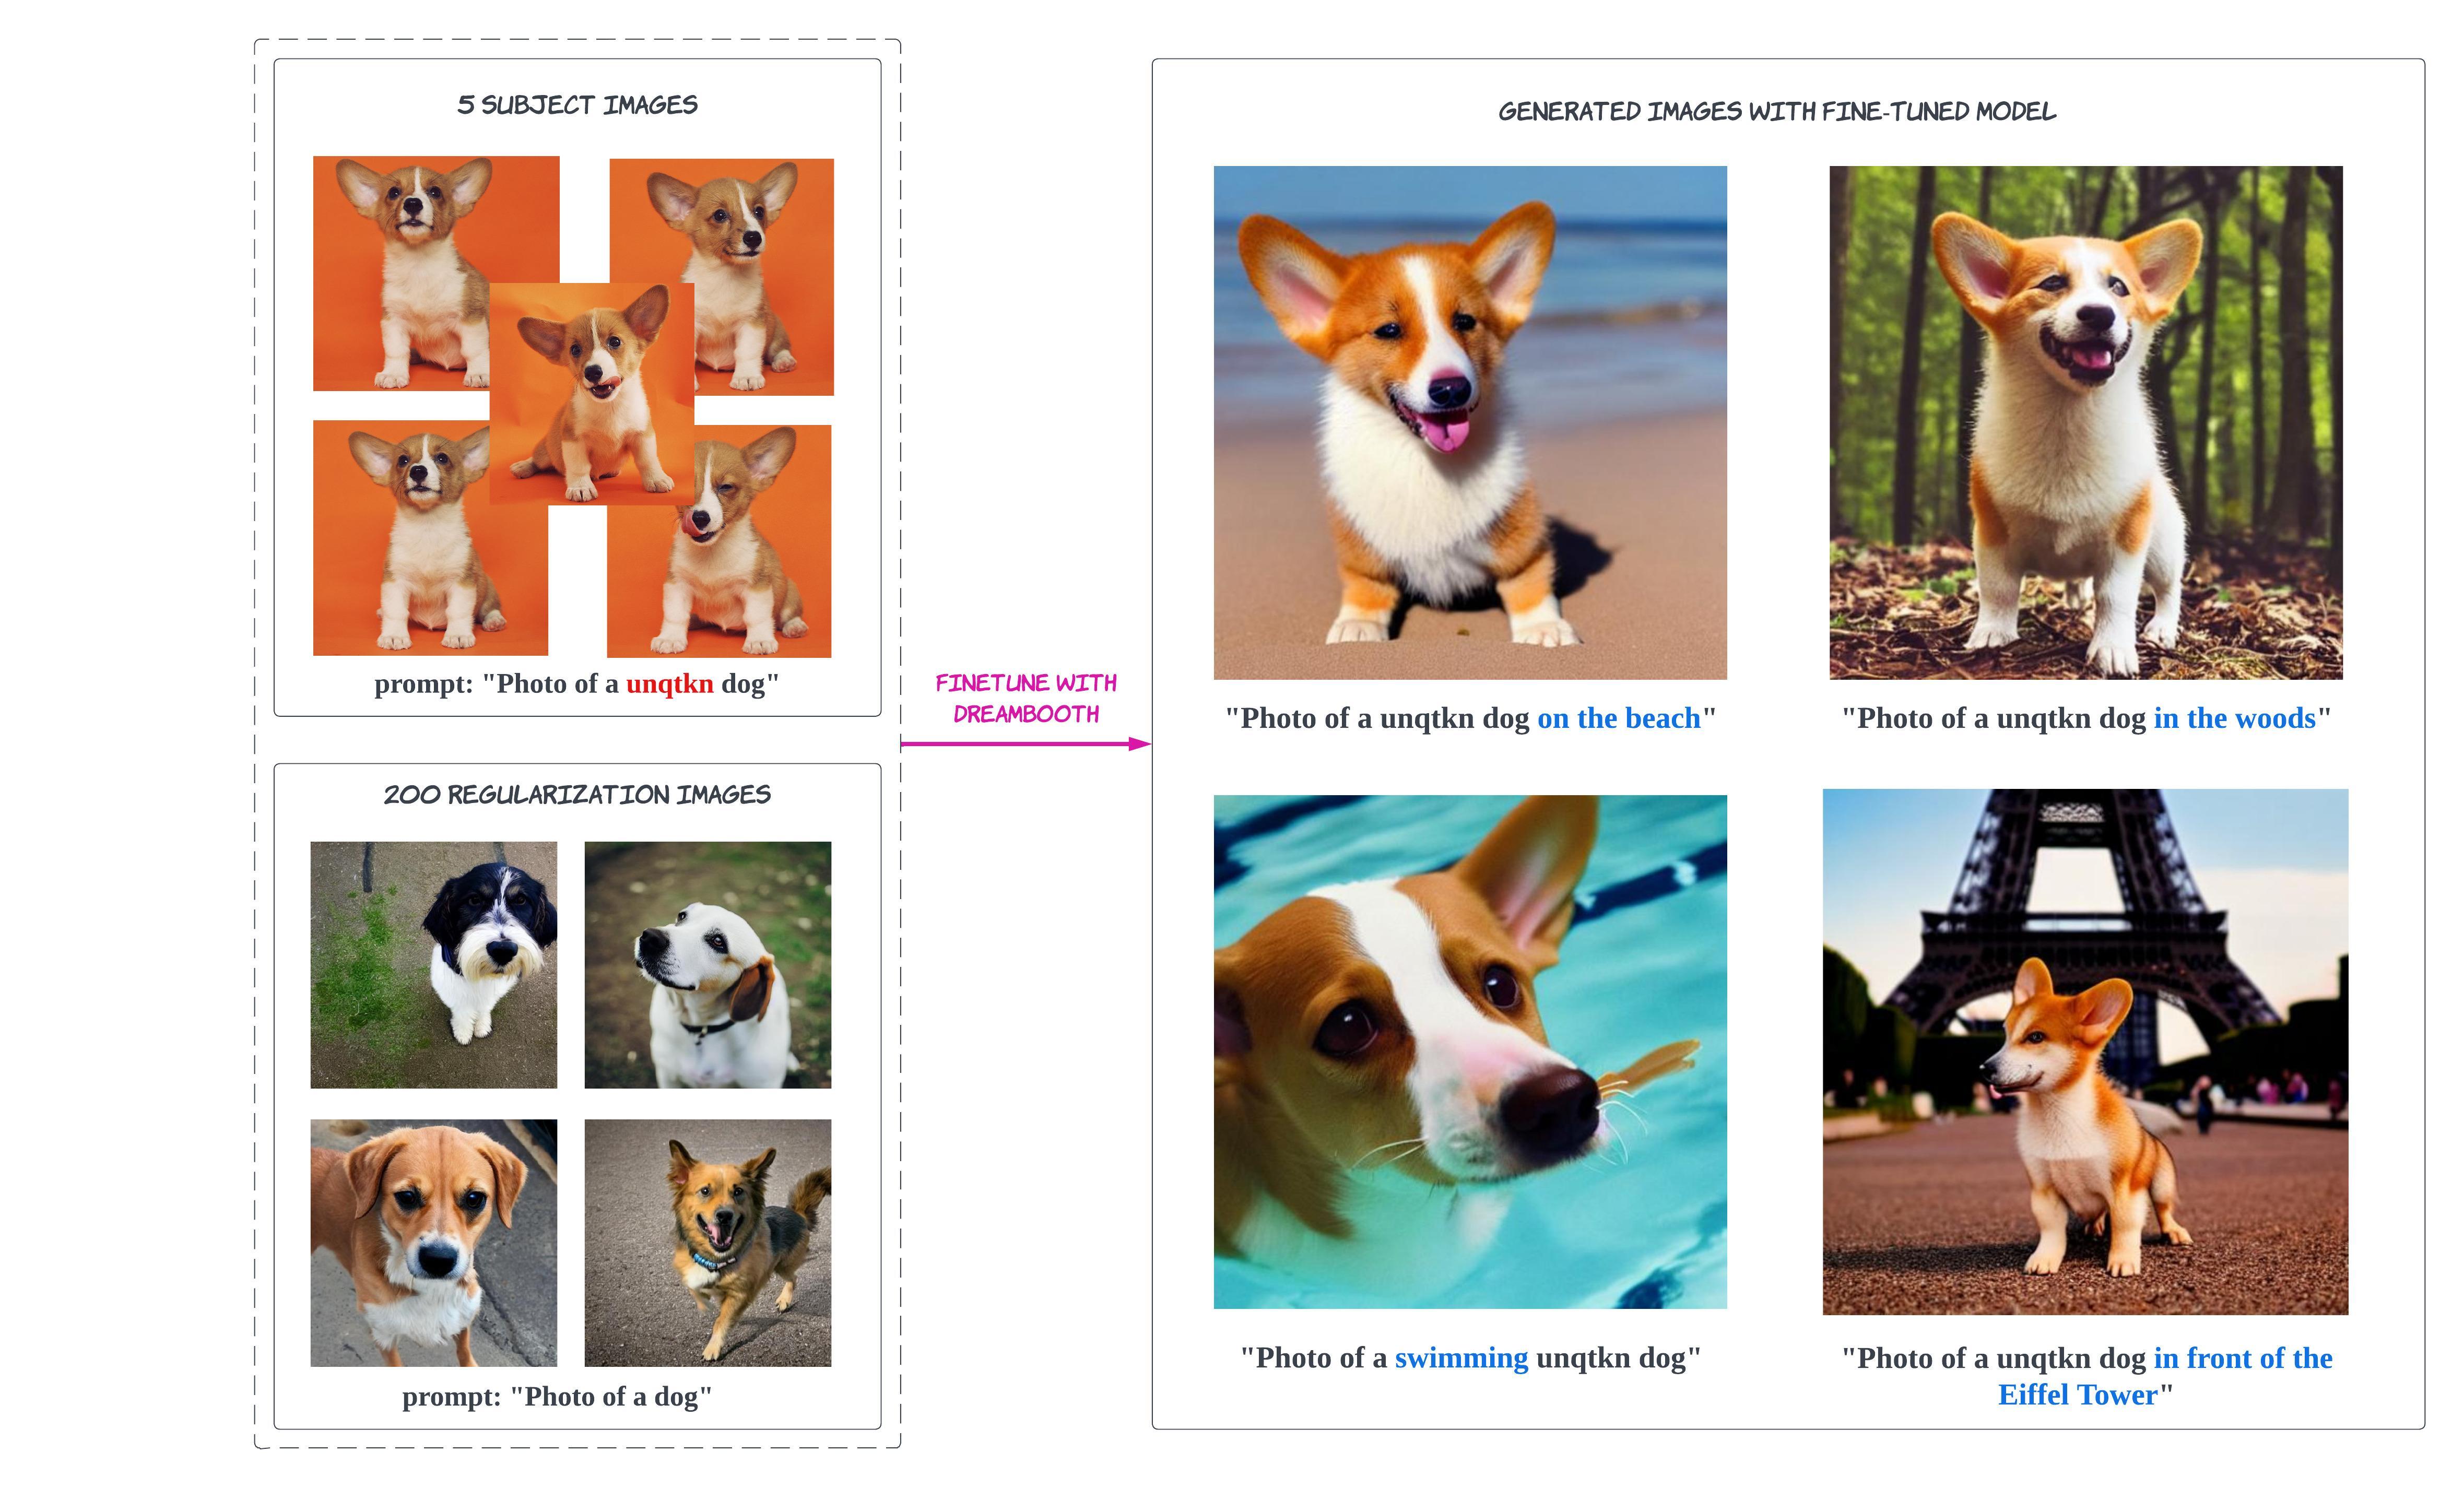 5 SUBJECT IMAGES
prompt: "Photo of a unqtkn dog"
200 REGULARIZATION IMAGES
prompt: "Photo of a dog"
FINETUNE WITH
DREAMBOOTH
GENERATED IMAGES WITH FINE-TUNED MODEL
"Photo of a unqtkn dog on the beach"
"Photo of a unqtkn dog in the woods"
"Photo of a swimming unqtkn dog"
"Photo of a unqtkn dog in front of the
Eiffel Tower"